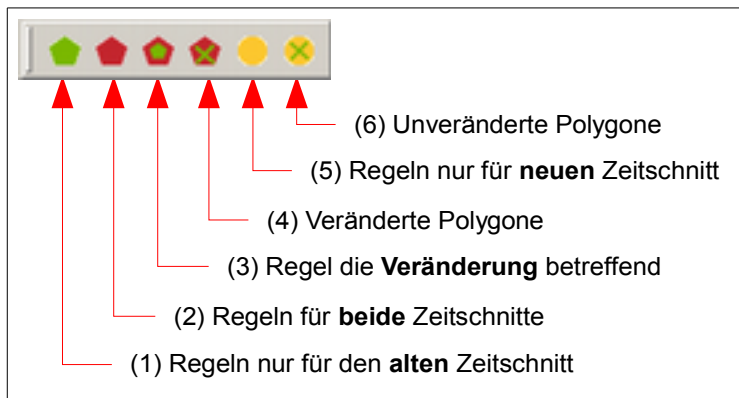 (6) Unveränderte Polygone
(5) Regeln nur für neuen Zeitschnitt
(4) Veränderte Polygone
(3) Regel die Veränderung betreffend
(2) Regeln für beide Zeitschnitte
(1) Regeln nur für den alten Zeitschnitt